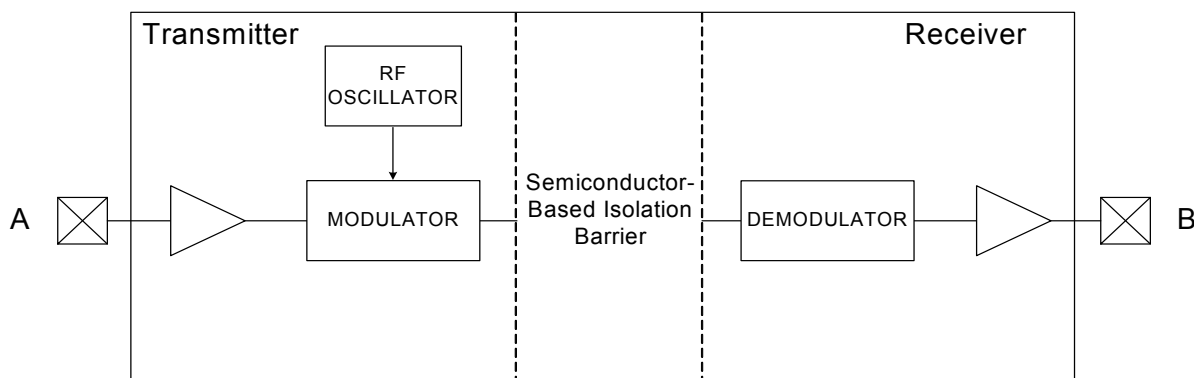 Transmitter
Receiver
RF
OSCILLATOR
A
MODULATOR
Semiconductor-
Based Isolation
Barrier
DEMODULATOR
B